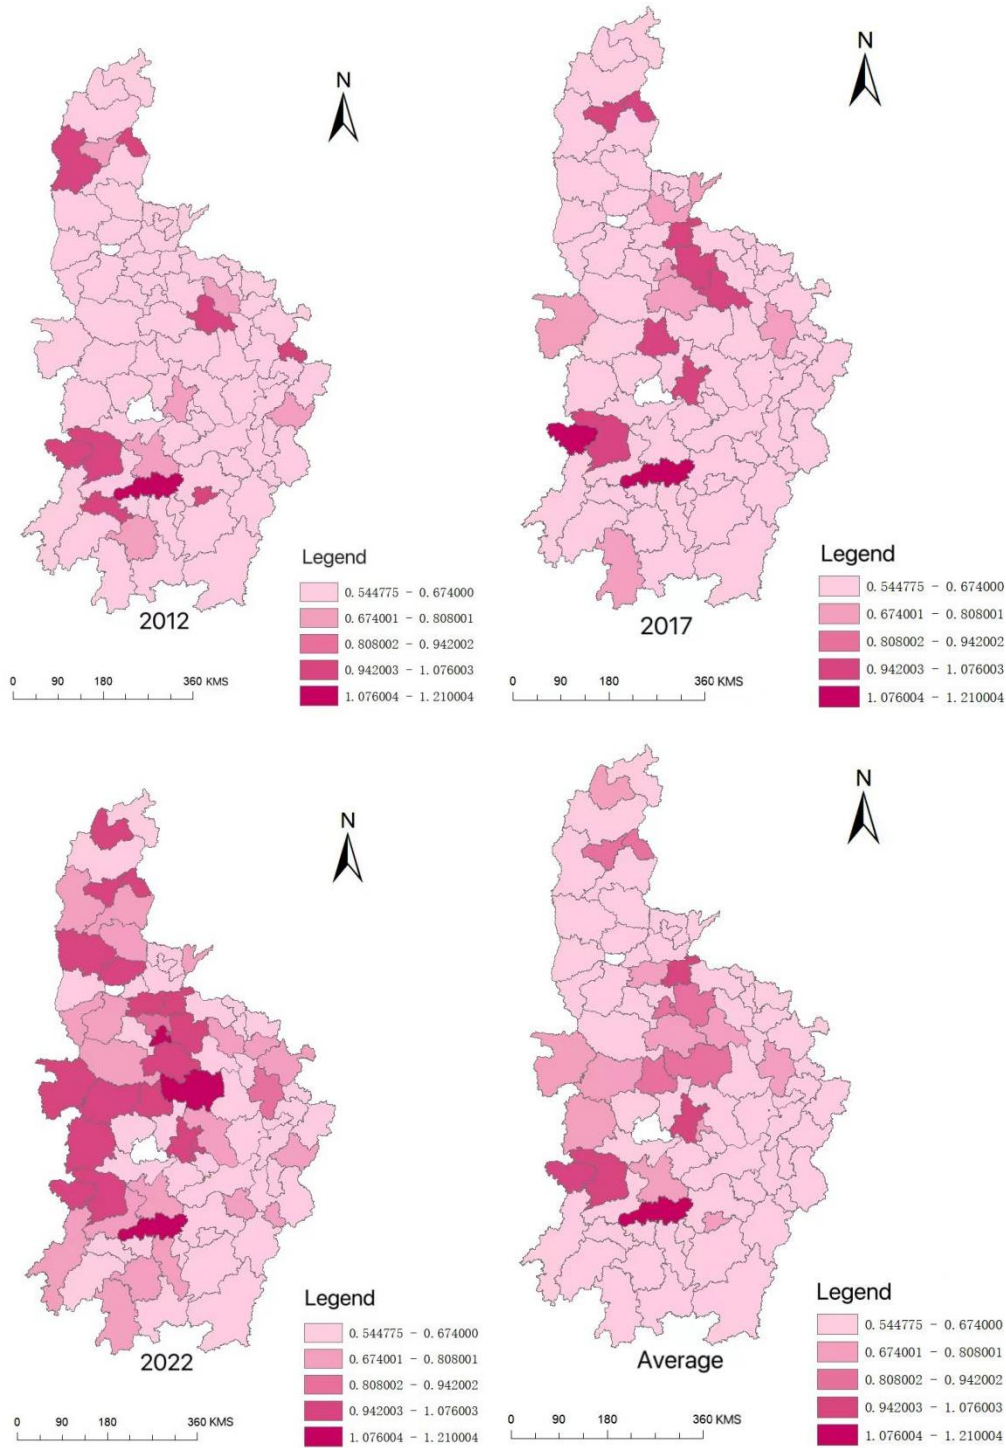 N
Legend
0.544775 - 0.674000
0.674001 - 0.808001
0.808002 - 0.942002
0.942003 - 1.076003
1.076004 - 1.210004
2012
0 90 180 360 KMS
N
Legend
0.544775 - 0.674000
0.674001 - 0.808001
0.808002 - 0.942002
0.942003 - 1.076003
1.076004 - 1.210004
2017
0 90 180 360 KMS
N
Legend
0.544775 - 0.674000
0.674001 - 0.808001
0.808002 - 0.942002
0.942003 - 1.076003
1.076004 - 1.210004
2022
0 90 180 360 KMS
N
Legend
0.544775 - 0.674000
0.674001 - 0.808001
0.808002 - 0.942002
0.942003 - 1.076003
1.076004 - 1.210004
Average
0 90 180 360 KMS